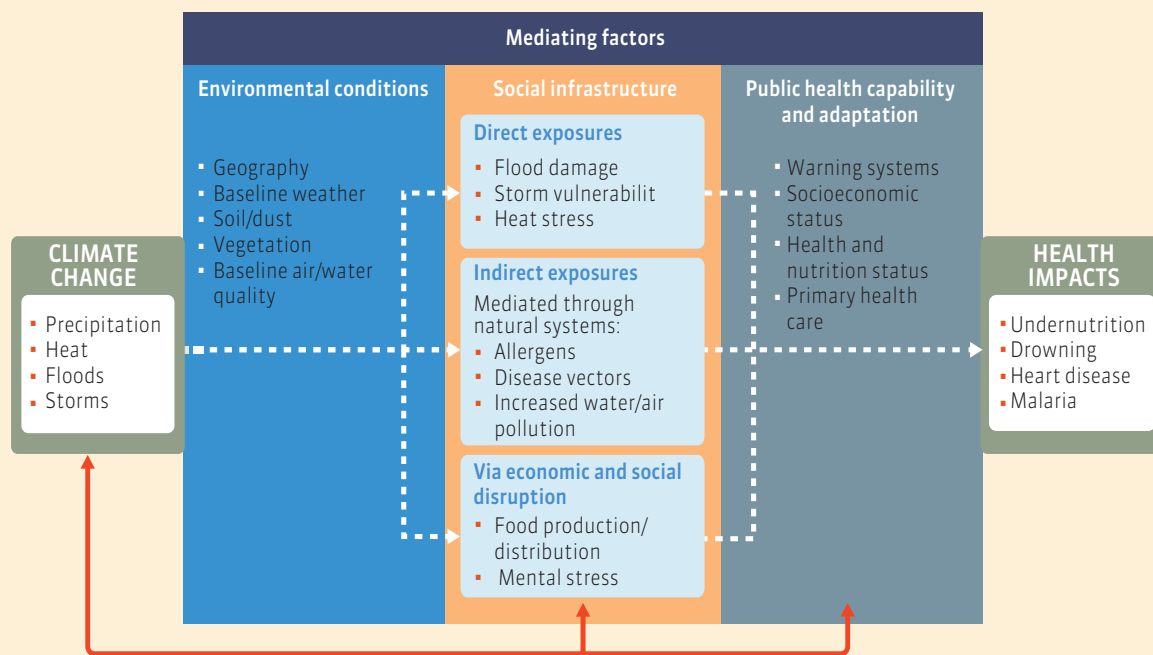 Mediating factors
Environmental conditions
▪ Geography
▪ Baseline weather
▪ Soil/dust
▪ Vegetation
▪ Baseline air/water
quality
Social infrastructure
Direct exposures
▪ Flood damage
▪ Storm vulnerabilit
▪ Heat stress
Indirect exposures
Mediated through
natural systems:
▪ Allergens
▪ Disease vectors
▪ Increased water/air
pollution
Via economic and social
disruption
▪ Food production/
distribution
▪ Mental stress
Public health capability
and adaptation
▪ Warning systems
▪ Socioeconomic
status
▪ Health and
nutrition status
▪ Primary health
care
CLIMATE
CHANGE
▪ Precipitation
▪ Heat
▪ Floods
▪ Storms
HEALTH
IMPACTS
▪ Undernutrition
▪ Drowning
▪ Heart disease
▪ Malaria